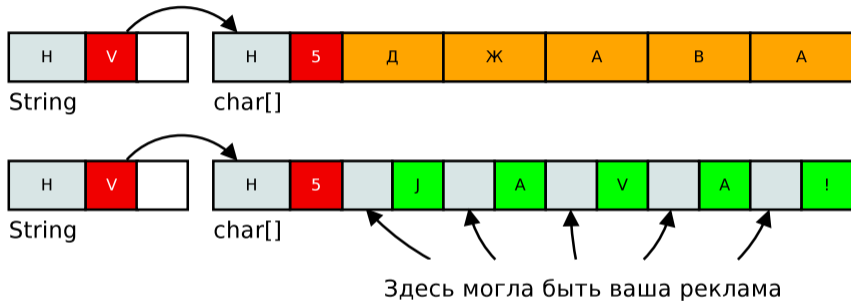 H V H 5 Д Ж А В А
String char[]
H V H 5 J A V A !
String char[]
Здесь могла быть ваша реклама